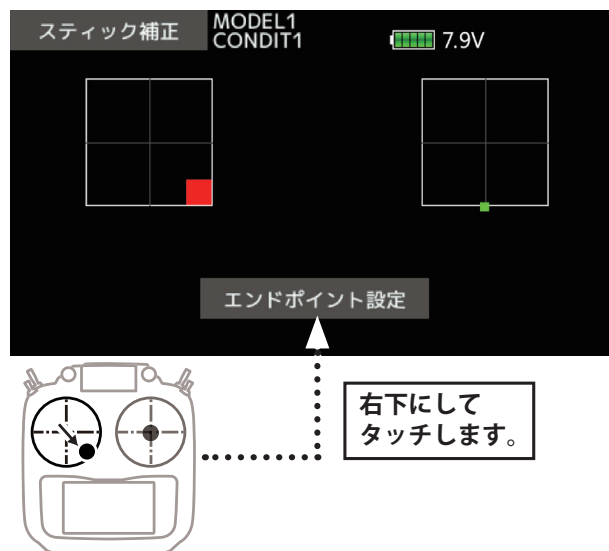 スティック補正
MODEL1
CONDIT1
7.9V
エンドポイント設定
右下にして
タッチします。